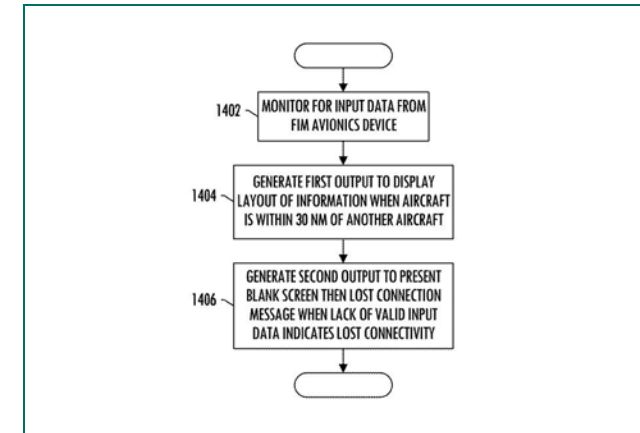 1402
MONITOR FOR INPUT DATA FROM
FIM AVIONICS DEVICE
1404
GENERATE FIRST OUTPUT TO DISPLAY
LAYOUT OF INFORMATION WHEN AIRCRAFT
IS WITHIN 30 NM OF ANOTHER AIRCRAFT
1406
GENERATE SECOND OUTPUT TO PRESENT
BLANK SCREEN THEN LOST CONNECTION
MESSAGE WHEN LACK OF VALID INPUT
DATA INDICATES LOST CONNECTIVITY